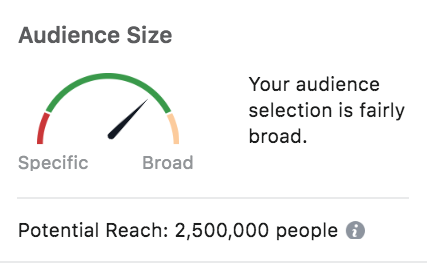 Audience Size
Your audience
selection is fairly
broad.
Specific
Broad
Potential Reach: 2,500,000 people